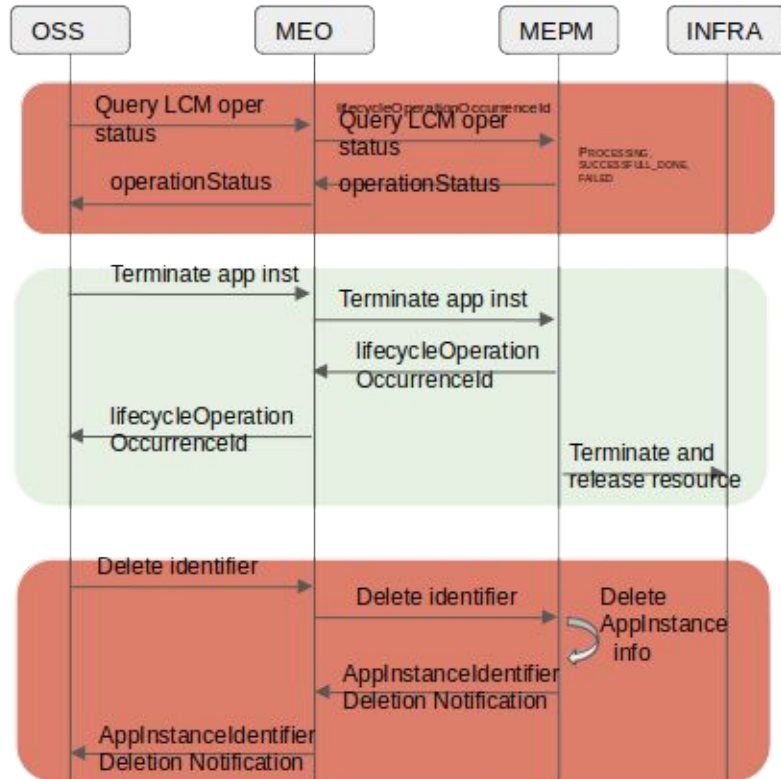 OSS
MEO
MEPM
INFRA
Query LCM oper
status
lifecycleOperationOccurrenceId
Query LCM oper
status
PROCESSING,
SUCCESSFULL_DONE,
FAILED
operationStatus
operationStatus
Terminate app inst
Terminate app inst
lifecycleOperation
OccurrenceId
lifecycleOperation
OccurrenceId
Terminate and
release resource
Delete identifier
Delete identifier
Delete
AppInstance
info
AppInstanceIdentifier
Deletion Notification
AppInstanceIdentifier
Deletion Notification